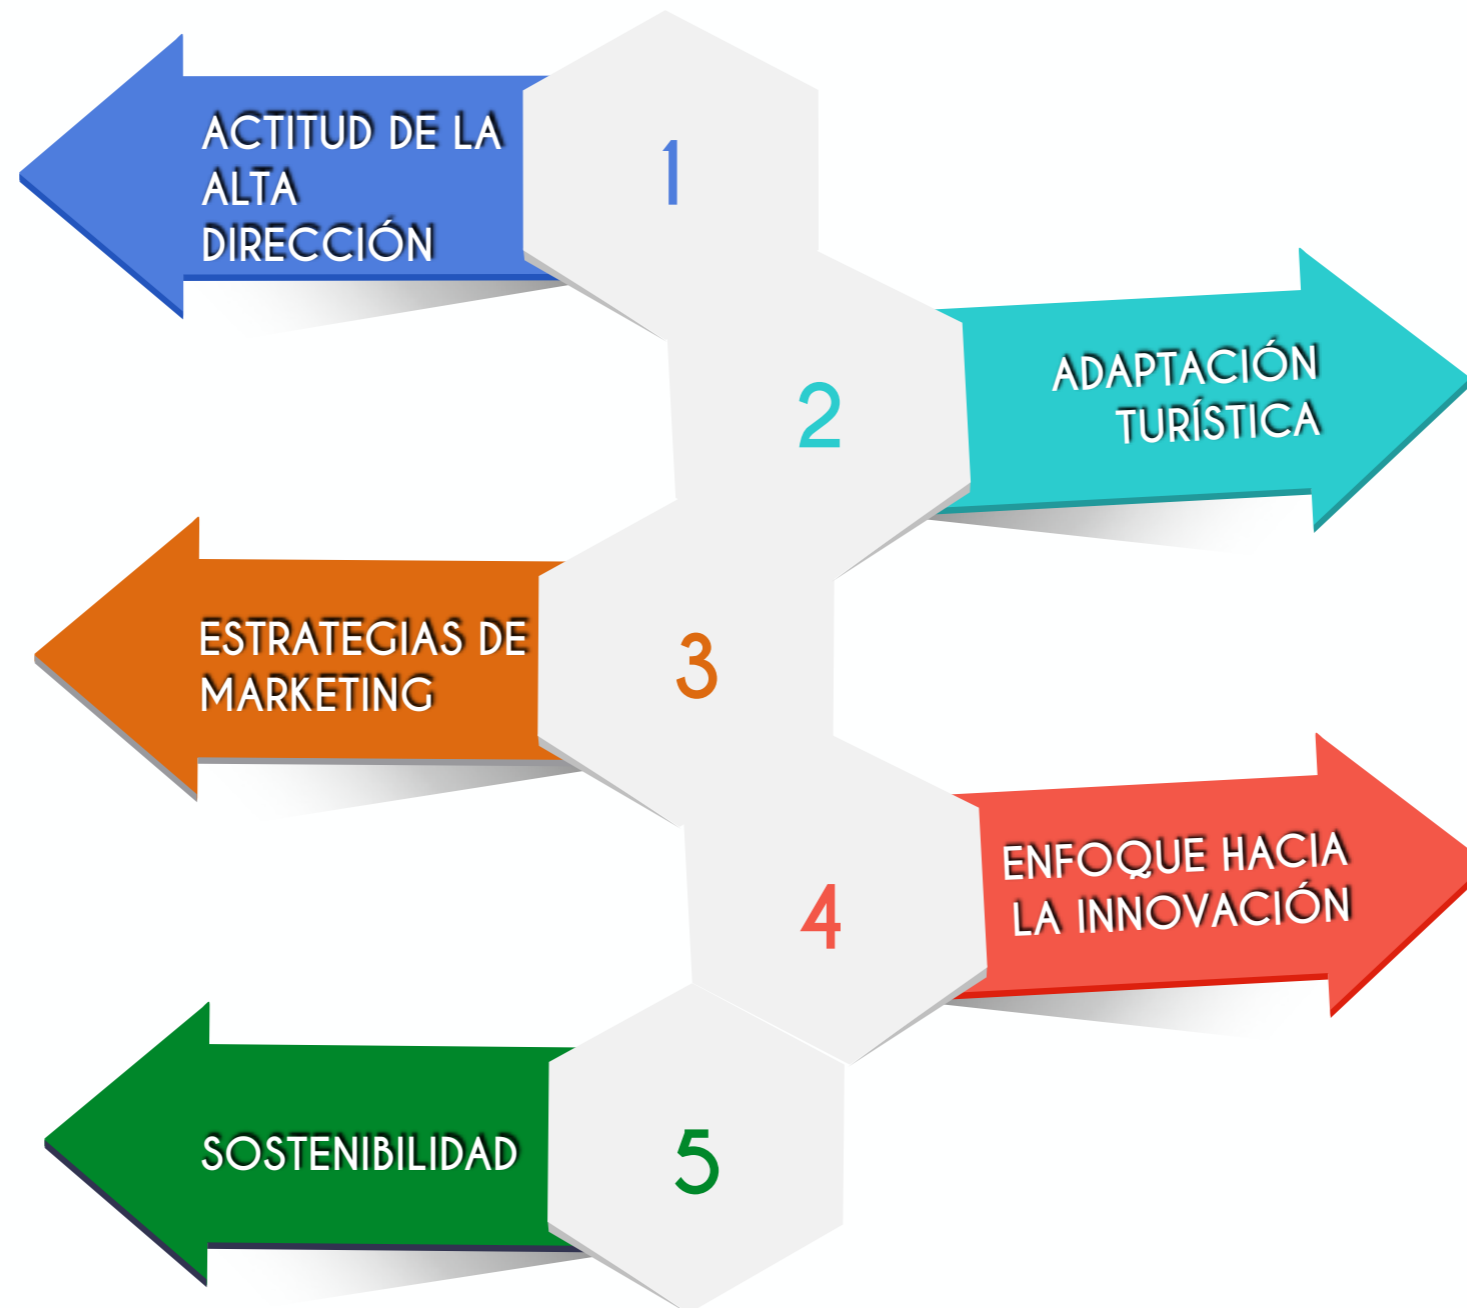 ACTITUD DE LA
ALTA
DIRECCIÓN
1
2
ADAPTACIÓN
TURÍSTICA
ESTRATEGIAS DE
MARKETING
3
4
ENFOQUE HACIA
LA INNOVACIÓN
SOSTENIBILIDAD
5